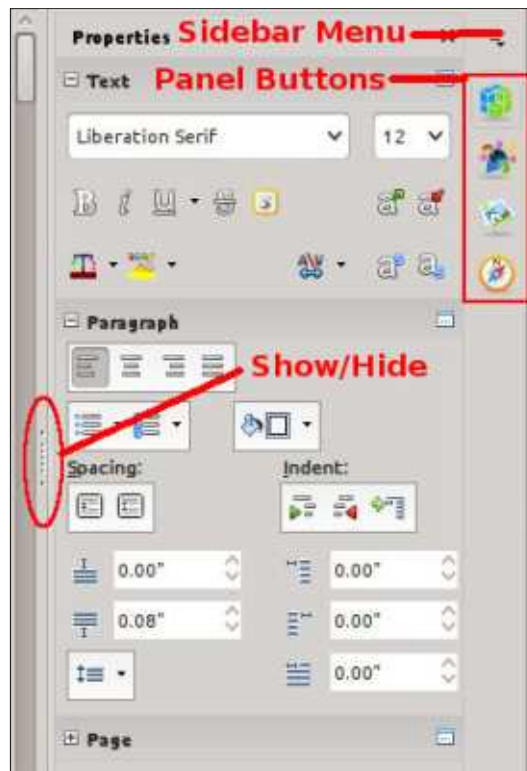 Properties Sidebar Menu
Text Panel Buttons
Liberation Serif 12
Paragraph
Show/Hide
Spacing: Indent:
0.00" 0.00"
0.08" 0.00"
0.00"
Page